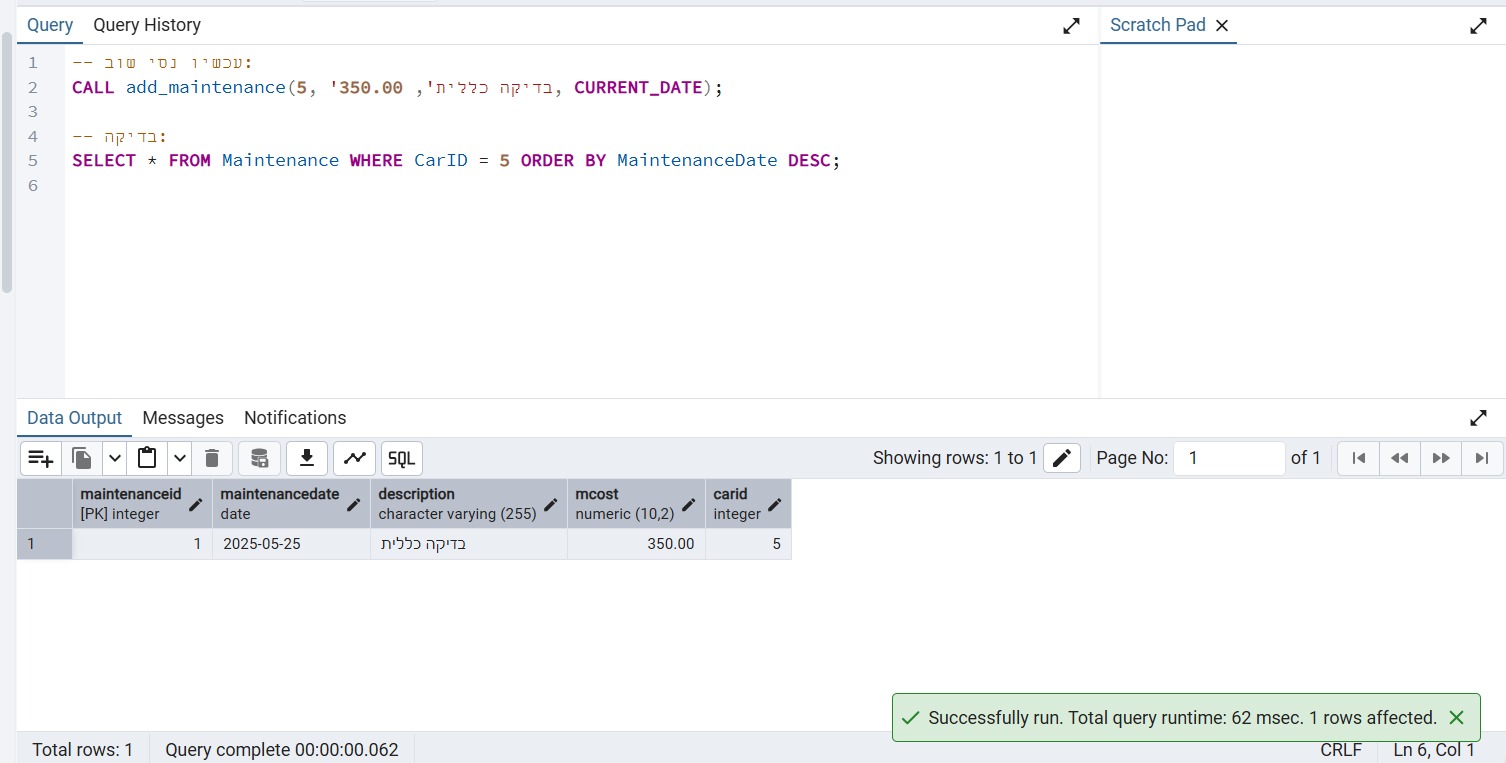 Query Query History Scratch Pad
1 -- עכשיו נסי שוב:
2 CALL add_maintenance(5, 'בדיקה כללית', 350.00, CURRENT_DATE);
3
4 -- בדיקה:
5 SELECT * FROM Maintenance WHERE CarID = 5 ORDER BY MaintenanceDate DESC;
6
Data Output Messages Notifications
SQL Showing rows: 1 to 1 Page No: 1 of 1
maintenanceid maintenancedate description mcost carid
[PK] integer date character varying (255) numeric (10,2) integer
1 1 2025-05-25 בדיקה כללית 350.00 5
Successfully run. Total query runtime: 62 msec. 1 rows affected.
Total rows: 1 Query complete 00:00:00.062 CRLF Ln 6, Col 1